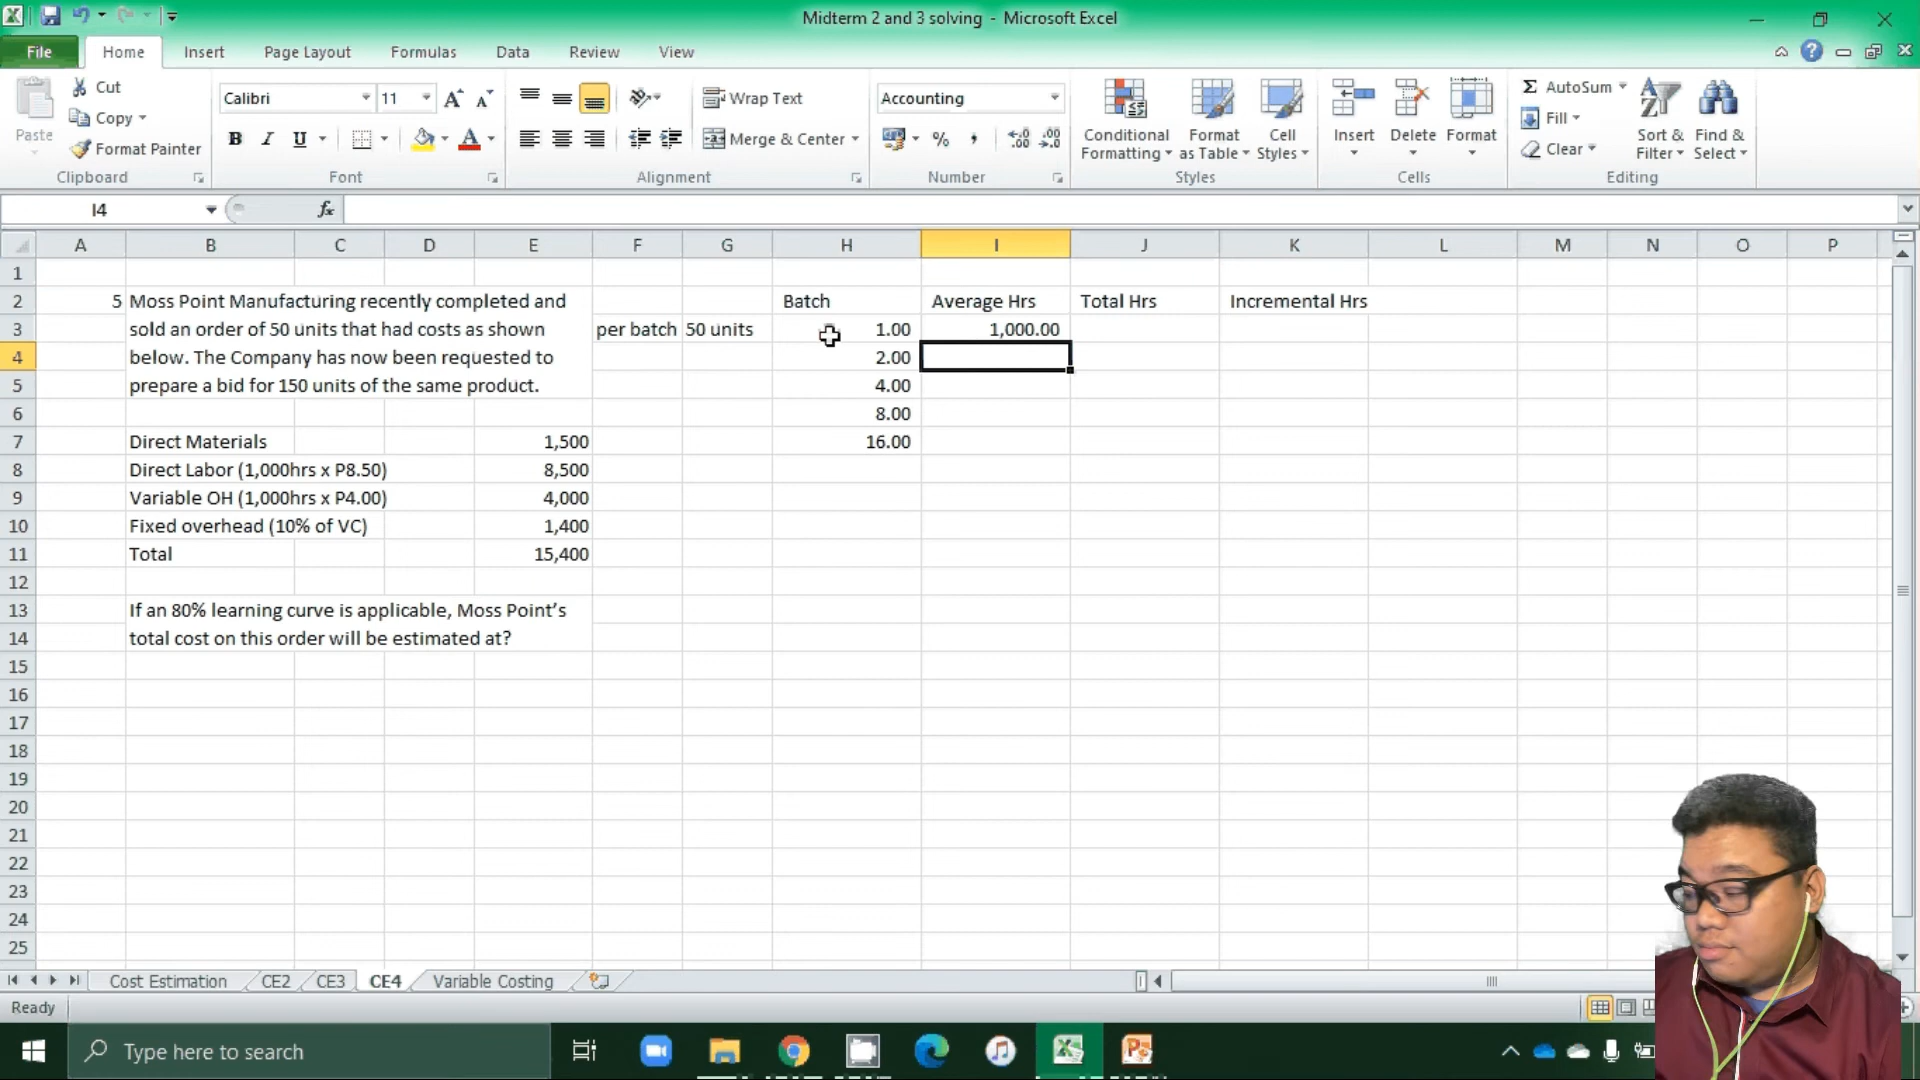 Midterm 2 and 3 solving - Microsoft Excel
File Home Insert Page Layout Formulas Data Review View
Paste
Cut
Copy
Format Painter
Clipboard
Calibri 11
B I U
Font
Wrap Text
Merge & Center
Alignment
Accounting
%
Number
Conditional Formatting
Format as Table
Cell Styles
Styles
Insert
Delete
Format
Cells
AutoSum
Fill
Clear
Sort & Filter
Find & Select
Editing
I4 fx
A B C D E F G H I J K L M N O P
1
2 5 Moss Point Manufacturing recently completed and Batch Average Hrs Total Hrs Incremental Hrs
3 sold an order of 50 units that had costs as shown per batch 50 units 1.00 1,000.00
4 below. The Company has now been requested to 2.00
5 prepare a bid for 150 units of the same product. 4.00
6 8.00
7 Direct Materials 1,500 16.00
8 Direct Labor (1,000hrs x P8.50) 8,500
9 Variable OH (1,000hrs x P4.00) 4,000
10 Fixed overhead (10% of VC) 1,400
11 Total 15,400
12
13 If an 80% learning curve is applicable, Moss Point’s
14 total cost on this order will be estimated at?
15
16
17
18
19
20
21
22
23
24
25
Cost Estimation CE2 CE3 CE4 Variable Costing
Ready
Type here to search